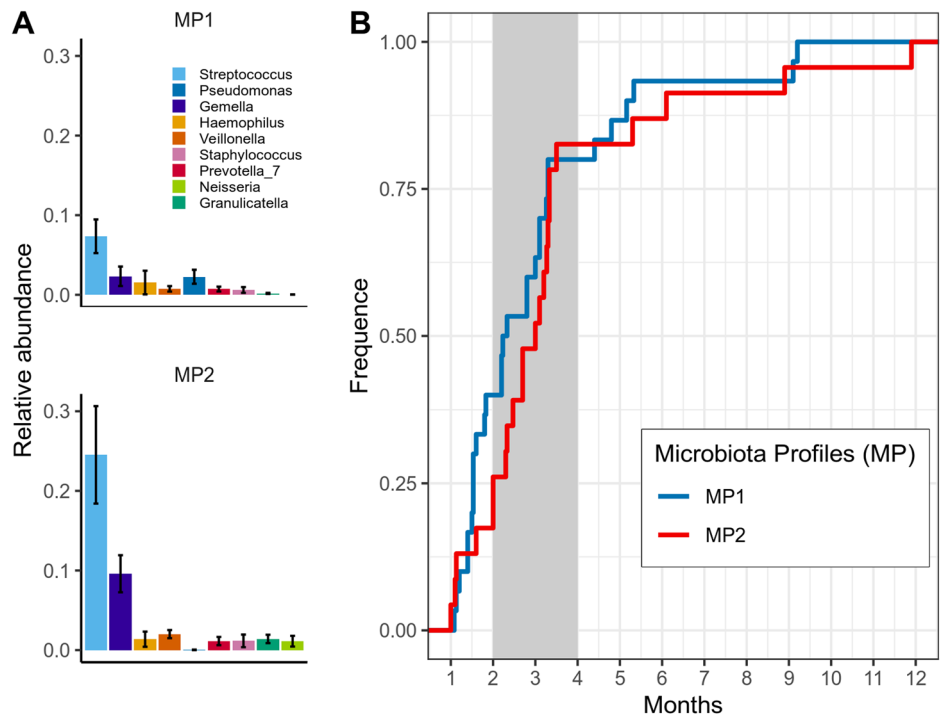 A
MP1
Relative abundance
0.3
0.2
0.1
0.0
Streptococcus
Pseudomonas
Gemella
Haemophilus
Veillonella
Staphylococcus
Prevotella_7
Neisseria
Granulicatella
MP2
0.3
0.2
0.1
0.0
B
Frequence
1.00
0.75
0.50
0.25
0.00
Microbiota Profiles (MP)
MP1
MP2
1 2 3 4 5 6 7 8 9 10 11 12
Months